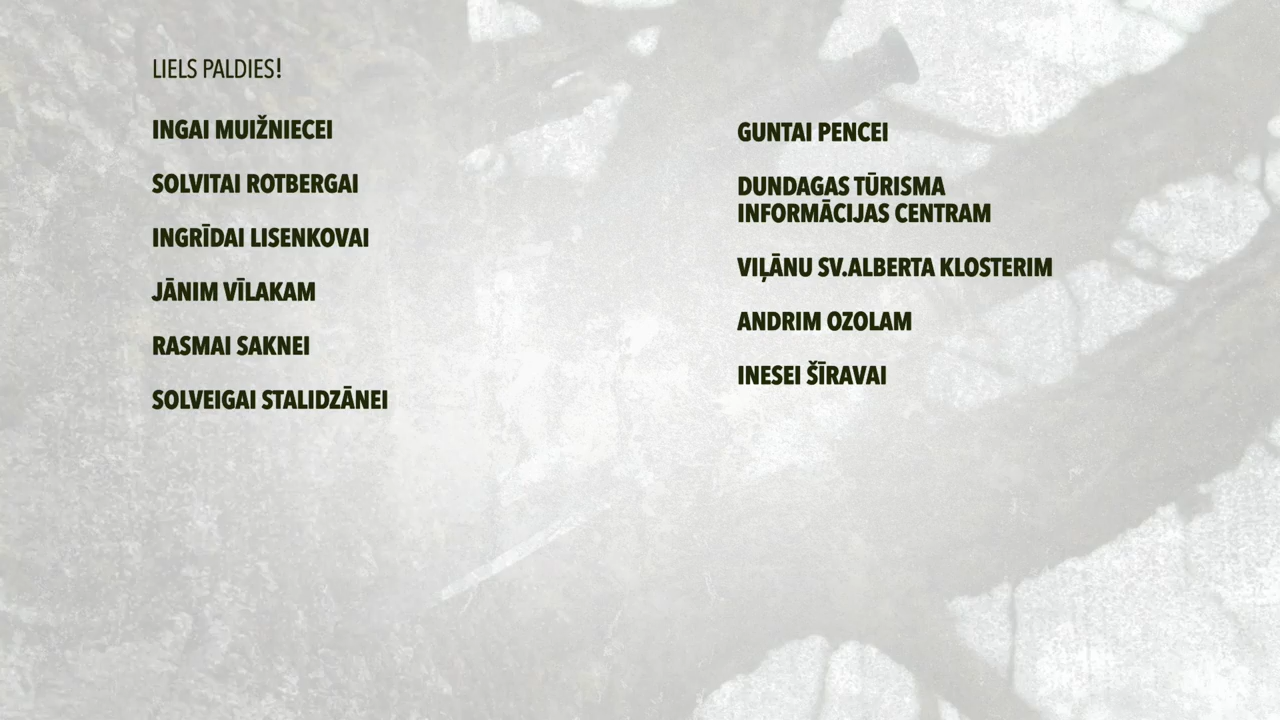 LIELS PALDIES!
INGAI MUIŽNIECEI
SOLVITAI ROTBERGAI
INGRĪDAI LISENKOVAI
JĀNIM VĪLAKAM
RASMAI SAKNEI
SOLVEIGAI STALIDZĀNEI
GUNTAI PENCEI
DUNDAGAS TŪRISMA
INFORMĀCIJAS CENTRAM
VIĻĀNU SV.ALBERTA KLOSTERIM
ANDRIM OZOLAM
INESEI ŠĪRAVAI